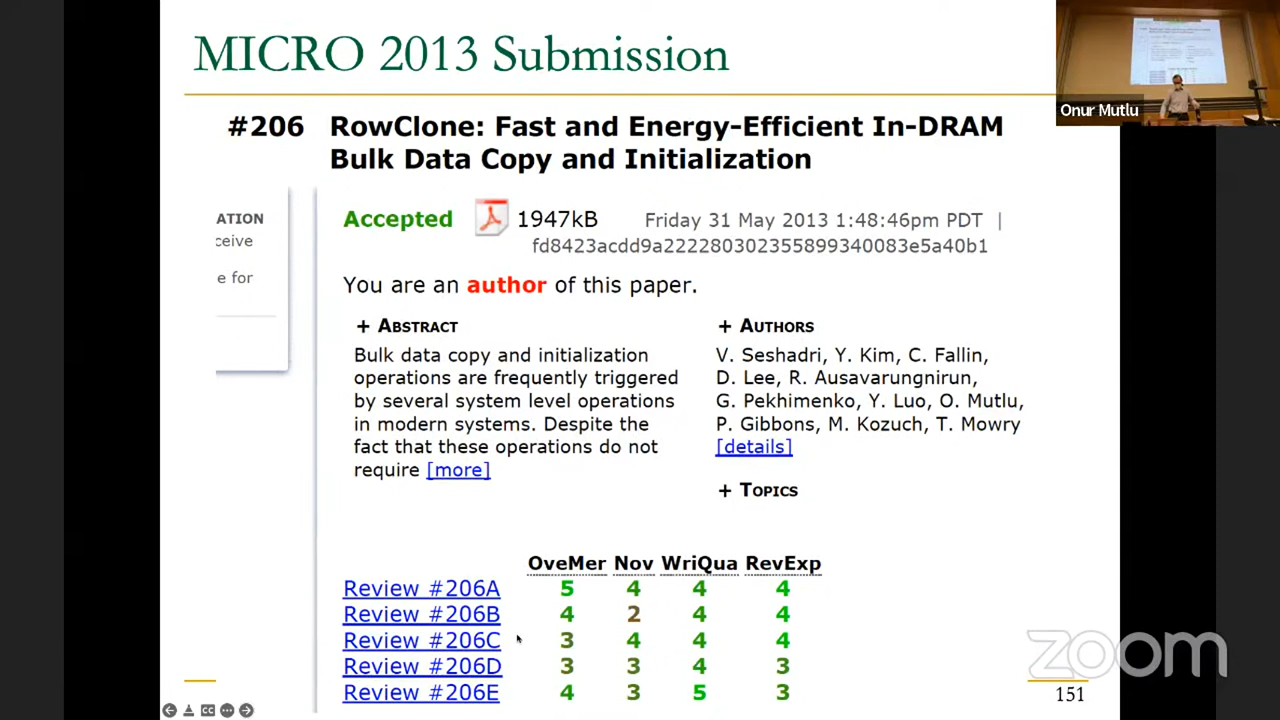 MICRO 2013 Submission
Onur Mutlu
#206 RowClone: Fast and Energy-Efficient In-DRAM
Bulk Data Copy and Initialization
ATION
ceive
e for
Accepted 1947kB Friday 31 May 2013 1:48:46pm PDT |
fd8423acdd9a222280302355899340083e5a40b1
You are an author of this paper.
+ ABSTRACT
Bulk data copy and initialization
operations are frequently triggered
by several system level operations
in modern systems. Despite the
fact that these operations do not
require [more]
+ AUTHORS
V. Seshadri, Y. Kim, C. Fallin,
D. Lee, R. Ausavarungnirun,
G. Pekhimenko, Y. Luo, O. Mutlu,
P. Gibbons, M. Kozuch, T. Mowry
[details]
+ TOPICS
OveMer Nov WriQua RevExp
Review #206A 5 4 4 4
Review #206B 4 2 4 4
Review #206C 3 4 4 4
Review #206D 3 3 4 3
Review #206E 4 3 5 3
zoom
151